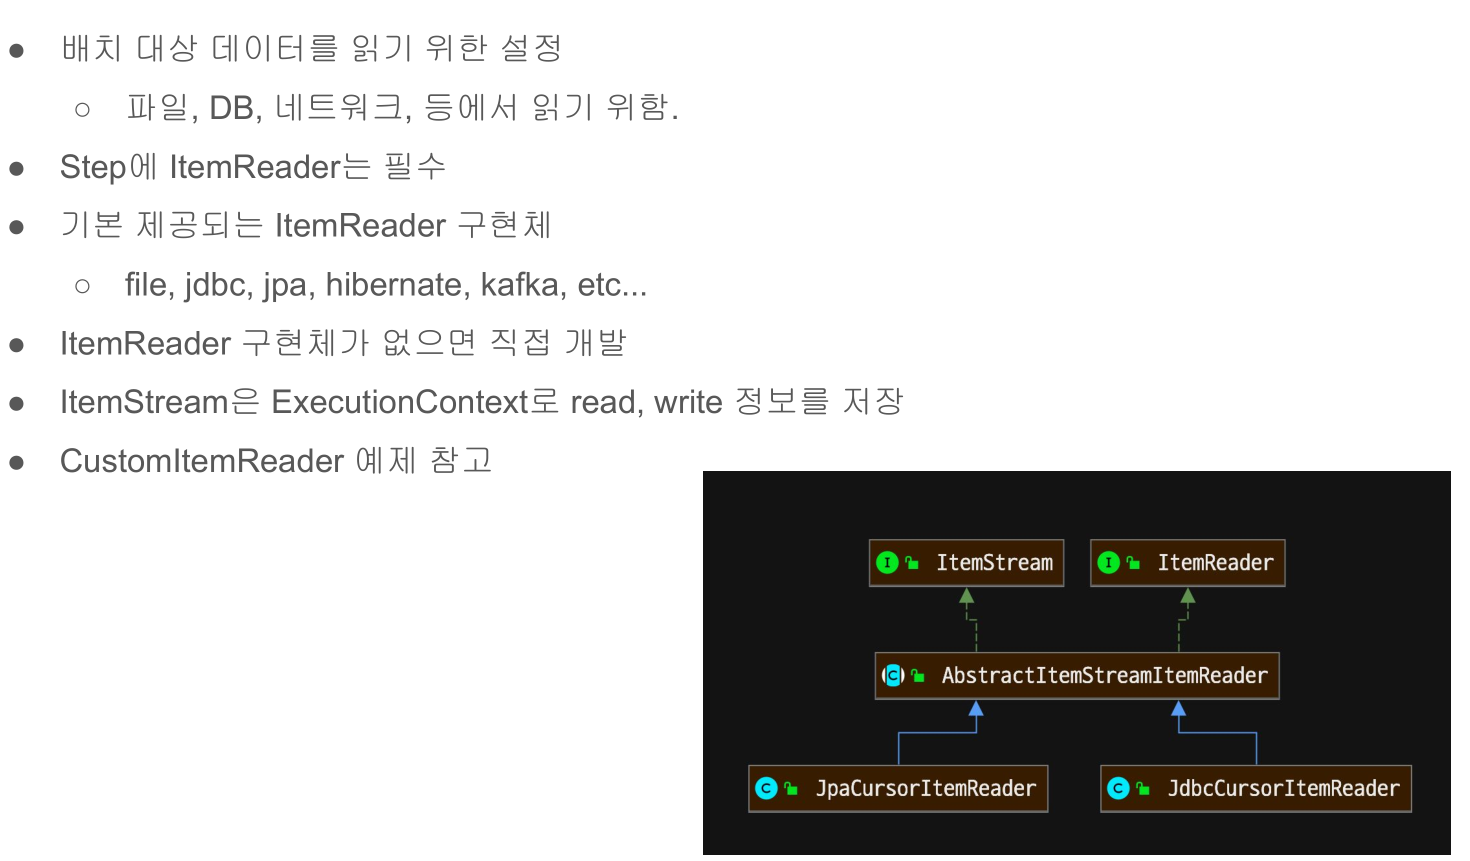 ● 배치 대상 데이터를 읽기 위한 설정
○ 파일, DB, 네트워크, 등에서 읽기 위함.
● Step에 ItemReader는 필수
● 기본 제공되는 ItemReader 구현체
○ file, jdbc, jpa, hibernate, kafka, etc...
● ItemReader 구현체가 없으면 직접 개발
● ItemStream은 ExecutionContext로 read, write 정보를 저장
● CustomItemReader 예제 참고
I ItemStream
I ItemReader
C AbstractItemStreamItemReader
C JpaCursorItemReader
C JdbcCursorItemReader